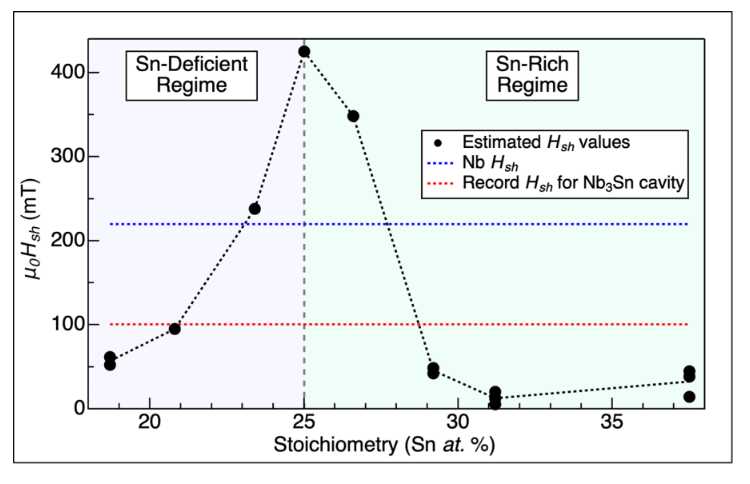 Sn-Deficient
Regime
Sn-Rich
Regime
Estimated Hsh values
Nb Hsh
Record Hsh for Nb3Sn cavity
μ0Hsh (mT)
400
300
200
100
0
20
25
30
35
Stoichiometry (Sn at. %)